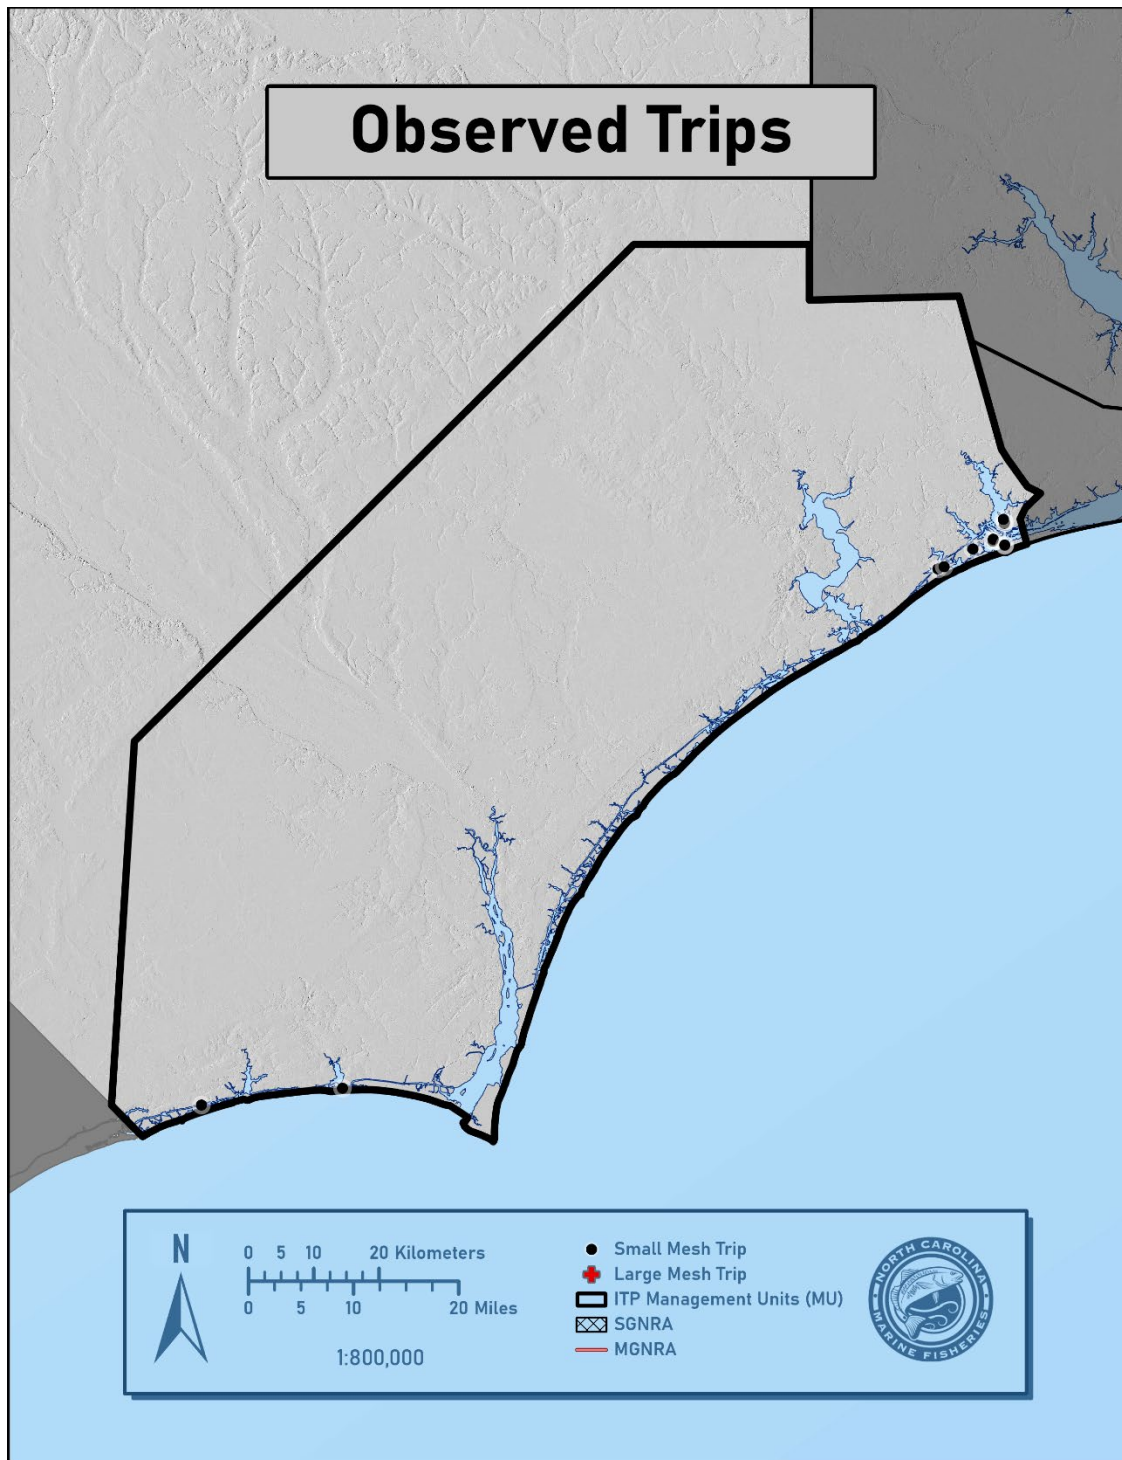 Observed Trips
N
0 5 10 20 Kilometers
0 5 10 20 Miles
1:800,000
Small Mesh Trip
Large Mesh Trip
ITP Management Units (MU)
SGNRA
MGNRA
NORTH CAROLINA
MARINE FISHERIES